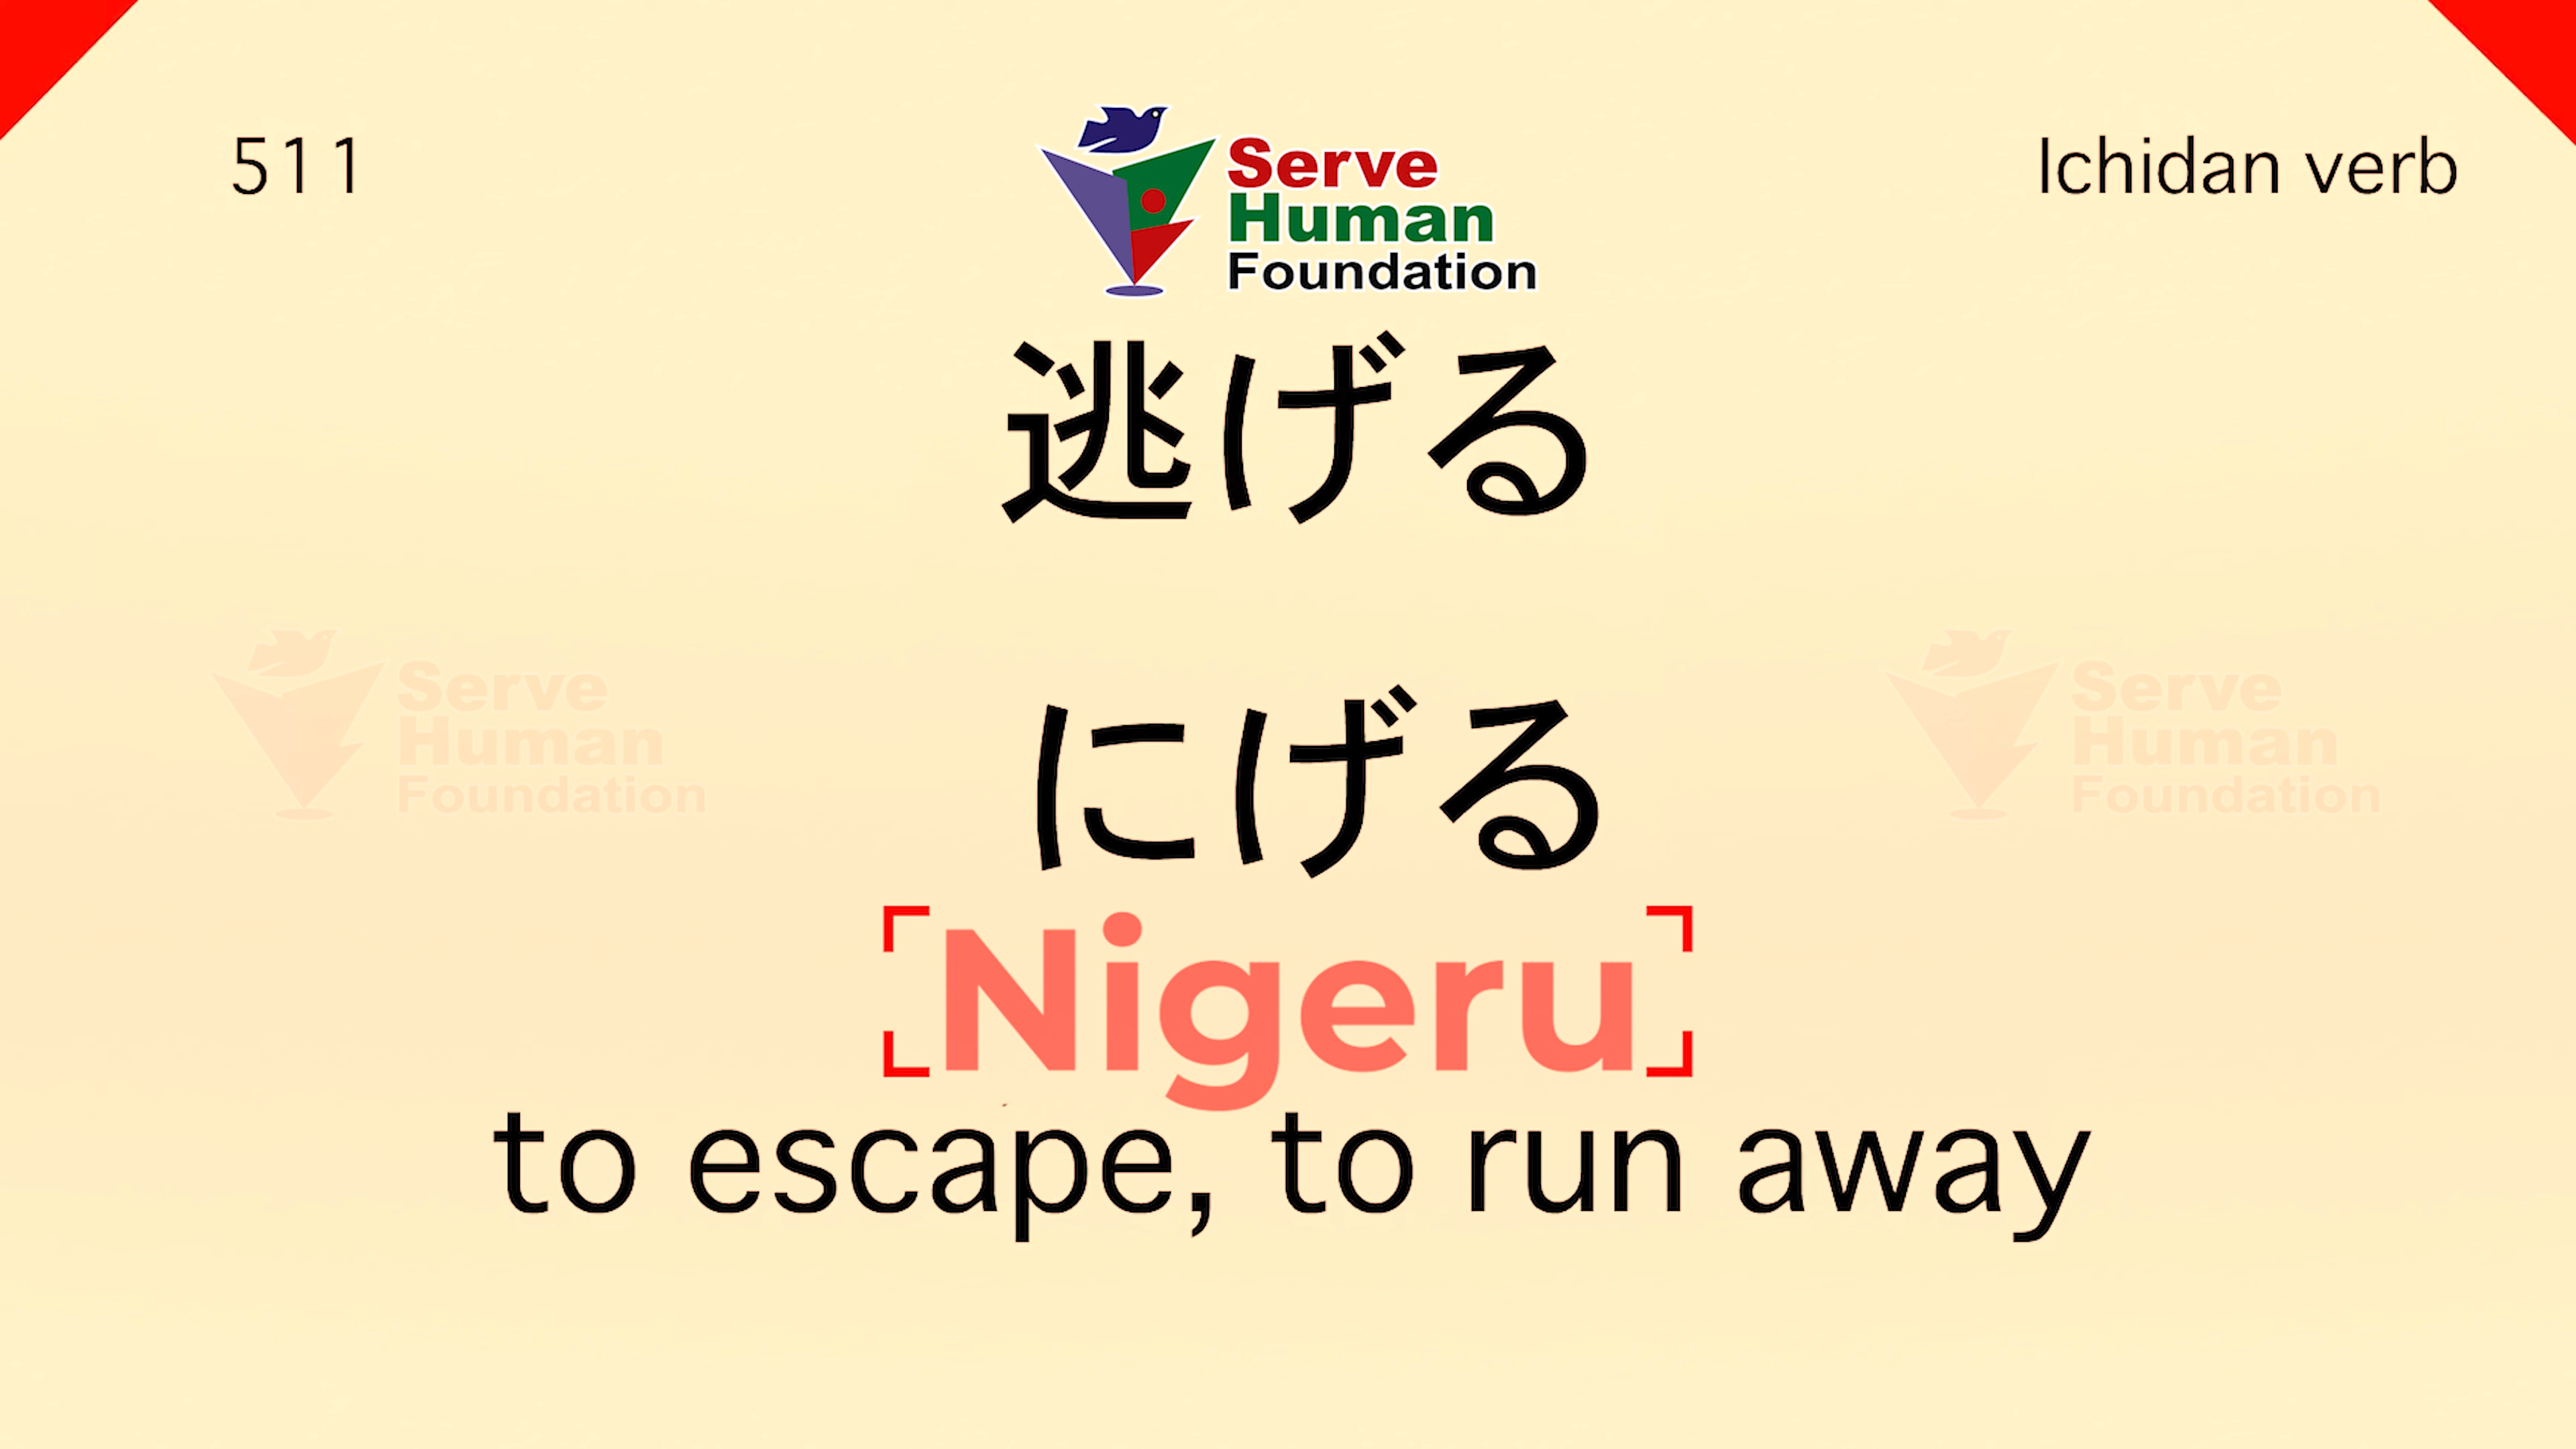 511
Ichidan verb
Serve
Human
Foundation
逃げる
Serve
Human
Foundation
Serve
Human
Foundation
にげる
Nigeru
to escape, to run away